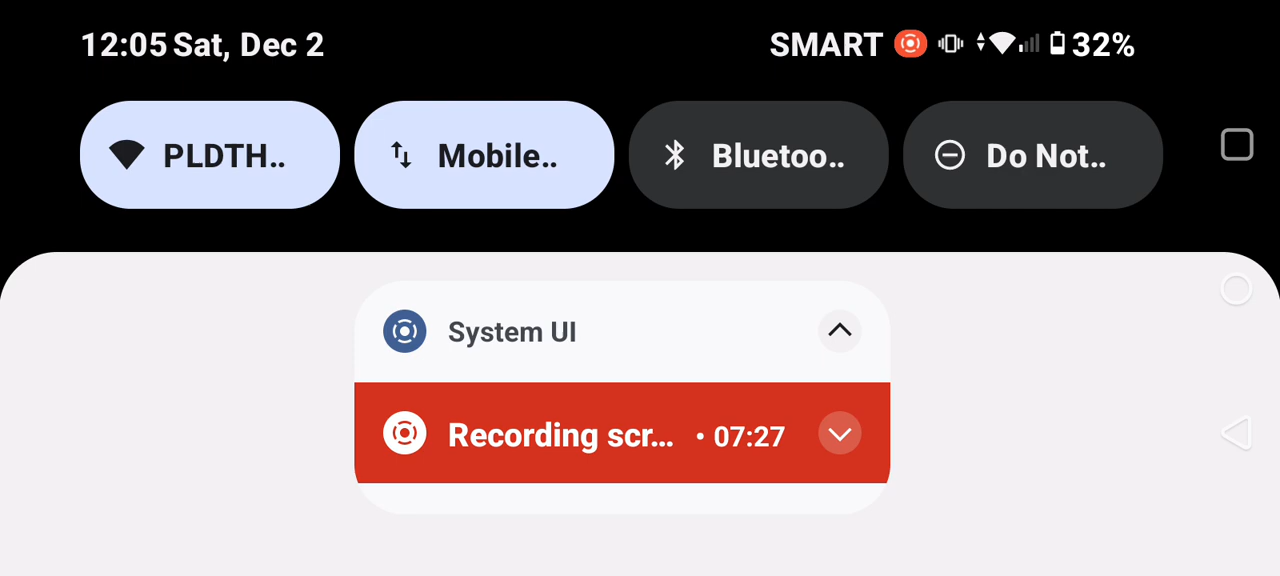 12:05 Sat, Dec 2 SMART 32%
PLDTH.. Mobile.. Bluetoo.. Do Not..
System UI
Recording scr... • 07:27